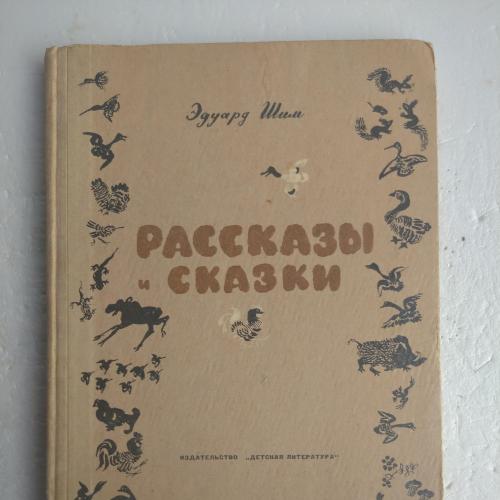 Эдуард Шим
РАССКАЗЫ
и СКАЗКИ
ИЗДАТЕЛЬСТВО „ДЕТСКАЯ ЛИТЕРАТУРА“